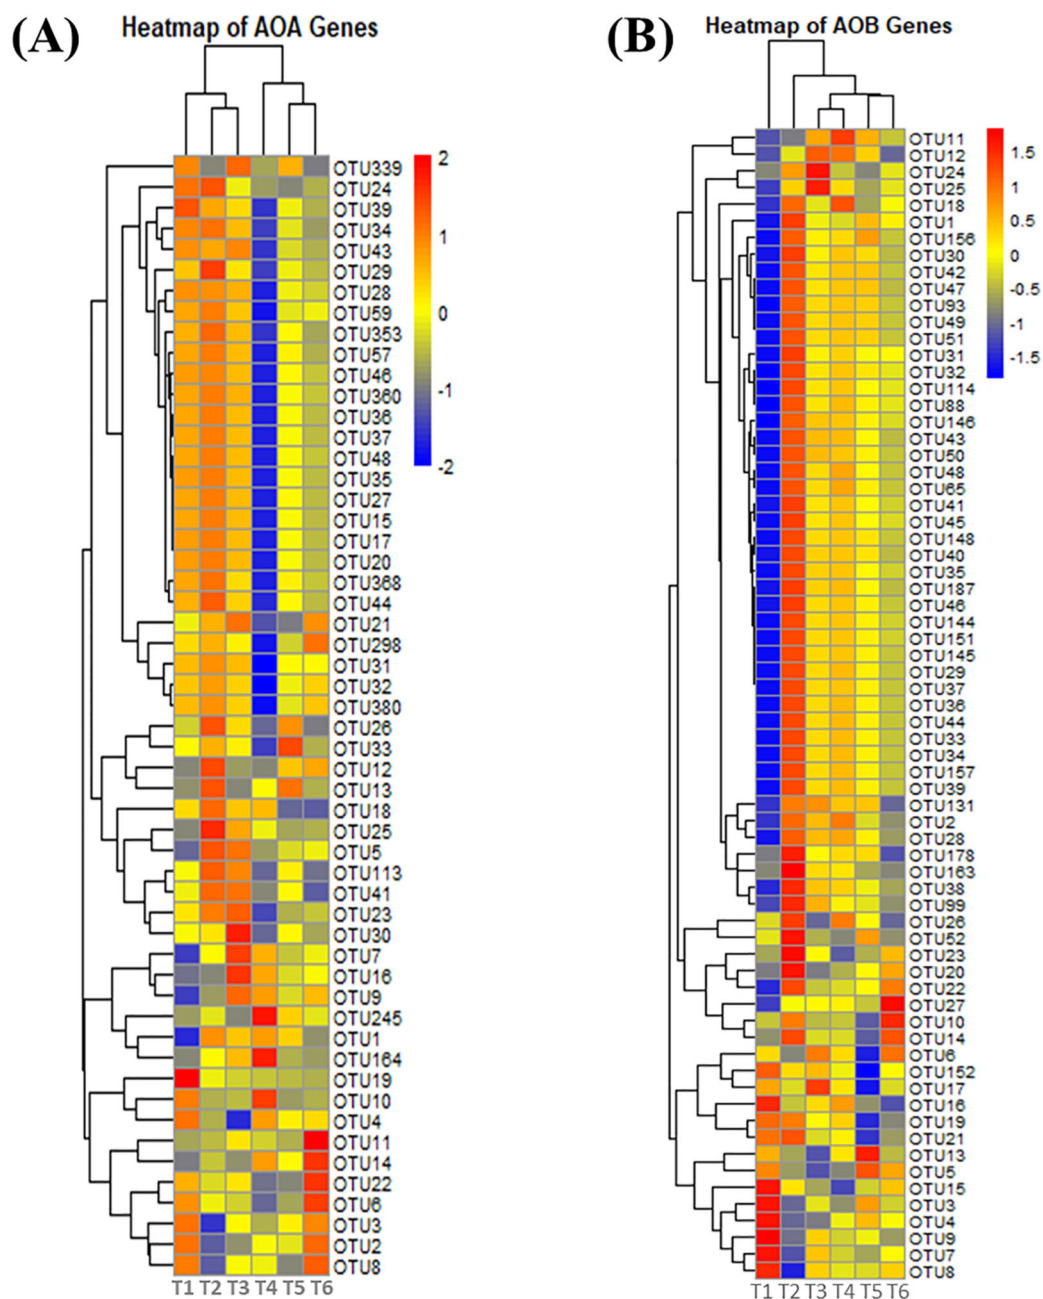 (A)
Heatmap of AOA Genes
2
1
0
-1
-2
OTU339
OTU24
OTU39
OTU34
OTU43
OTU29
OTU28
OTU59
OTU353
OTU57
OTU46
OTU360
OTU36
OTU37
OTU48
OTU35
OTU27
OTU15
OTU17
OTU20
OTU368
OTU44
OTU21
OTU298
OTU31
OTU32
OTU380
OTU26
OTU33
OTU12
OTU13
OTU18
OTU25
OTU5
OTU113
OTU41
OTU23
OTU30
OTU7
OTU16
OTU9
OTU245
OTU1
OTU164
OTU19
OTU10
OTU4
OTU11
OTU14
OTU22
OTU6
OTU3
OTU2
OTU8
T1 T2 T3 T4 T5 T6
(B)
Heatmap of AOB Genes
1.5
1
0.5
0
-0.5
-1
-1.5
OTU11
OTU12
OTU24
OTU25
OTU18
OTU1
OTU156
OTU30
OTU42
OTU47
OTU93
OTU49
OTU51
OTU31
OTU32
OTU114
OTU88
OTU146
OTU43
OTU50
OTU48
OTU65
OTU41
OTU45
OTU148
OTU40
OTU35
OTU187
OTU46
OTU144
OTU151
OTU145
OTU29
OTU37
OTU36
OTU44
OTU33
OTU34
OTU157
OTU39
OTU131
OTU2
OTU28
OTU178
OTU163
OTU38
OTU99
OTU26
OTU52
OTU23
OTU20
OTU22
OTU27
OTU10
OTU14
OTU6
OTU152
OTU17
OTU16
OTU19
OTU21
OTU13
OTU5
OTU15
OTU3
OTU4
OTU9
OTU7
OTU8
T1 T2 T3 T4 T5 T6